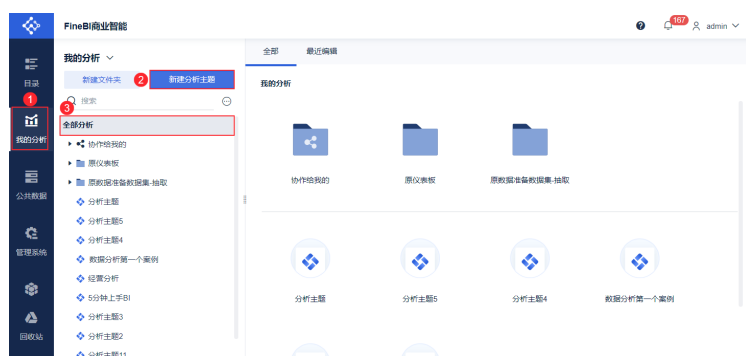 FineBI商业智能
167
admin
目录
1
我的分析
公共数据
管理系统
回收站
我的分析
新建文件夹
2
新建分析主题
搜索
3
全部分析
协作给我的
原仪表板
原数据准备数据集-抽取
分析主题
分析主题5
分析主题4
数据分析第一个案例
经营分析
5分钟上手BI
分析主题3
分析主题2
分析主题11
全部
最近编辑
我的分析
协作给我的
原仪表板
原数据准备数据集-抽取
分析主题
分析主题5
分析主题4
数据分析第一个案例